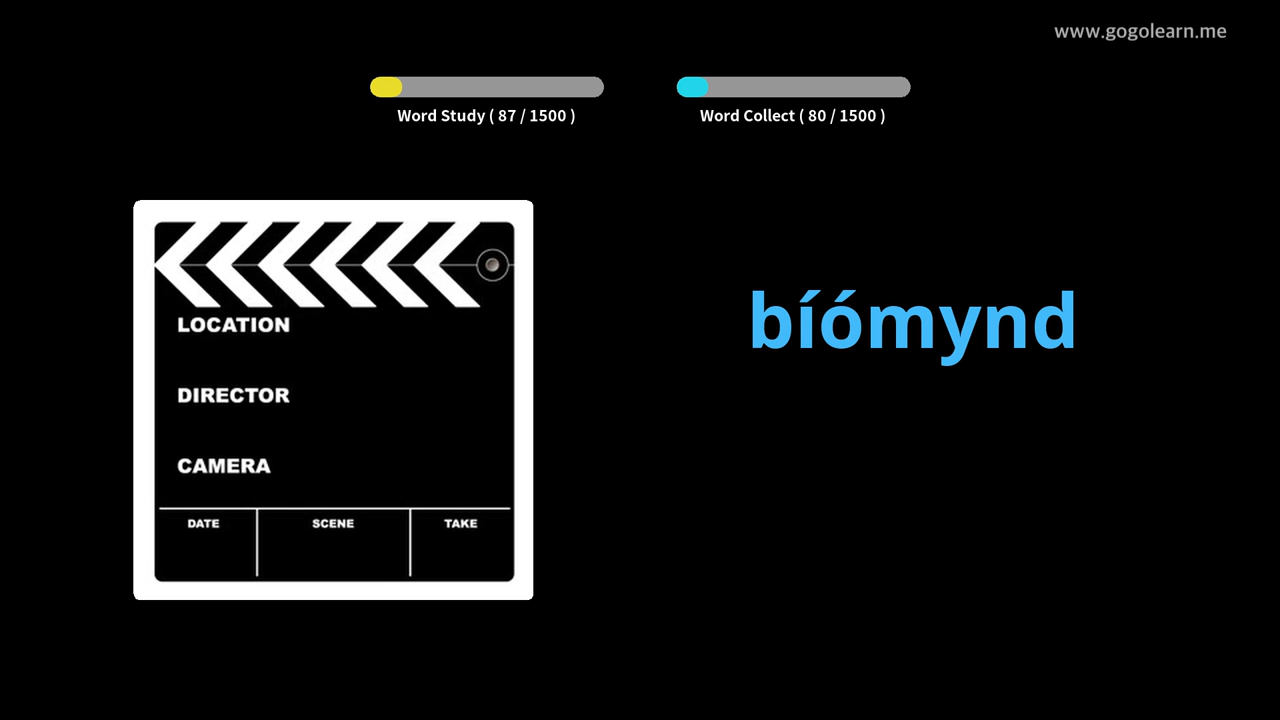 www.gogolearn.me
Word Study ( 87 / 1500 )
Word Collect ( 80 / 1500 )
LOCATION
DIRECTOR
CAMERA
DATE
SCENE
TAKE
bíómynd